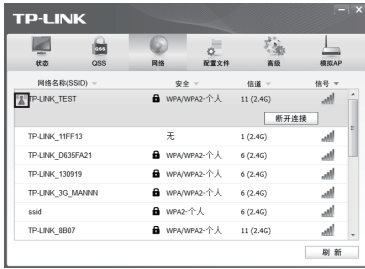 TP-LINK
状态 QSS 网络 配置文件 高级 模拟AP
网络名称(SSID) 安全 信道 信号
TP-LINK_TEST WPA/WPA2-个人 11 (2.4G)
断开连接
TP-LINK_11FF13 无 1 (2.4G)
TP-LINK_D635FA21 WPA/WPA2-个人 6 (2.4G)
TP-LINK_130919 WPA/WPA2-个人 6 (2.4G)
TP-LINK_3G_MANNN WPA/WPA2-个人 6 (2.4G)
ssid WPA2-个人 6 (2.4G)
TP-LINK_8B07 WPA/WPA2-个人 11 (2.4G)
刷 新